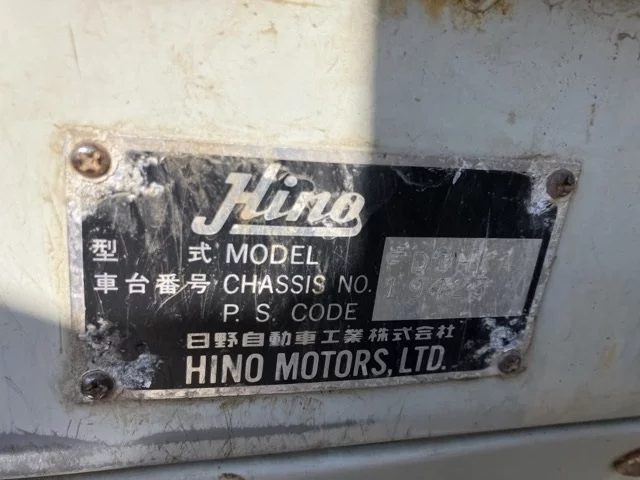 Hino
型 式 MODEL
車台番号 CHASSIS NO.
P. S. CODE
日野自動車工業株式会社
HINO MOTORS, LTD.